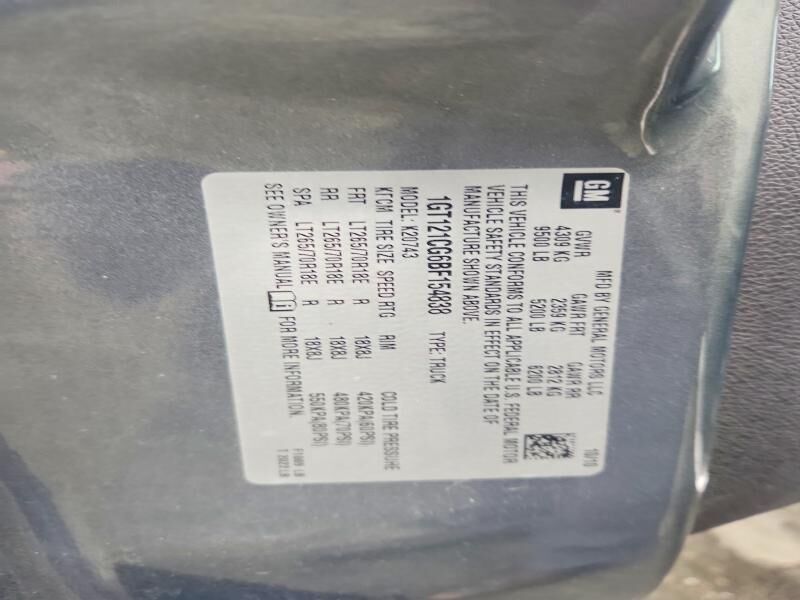 GM
MFD BY GENERAL MOTORS LLC 10/10
GVWR GAWR FRT GAWR RR
4309 KG 2359 KG 2812 KG
9500 LB 5200 LB 6200 LB
THIS VEHICLE CONFORMS TO ALL APPLICABLE U.S. FEDERAL MOTOR
VEHICLE SAFETY STANDARDS IN EFFECT ON THE DATE OF
MANUFACTURE SHOWN ABOVE.
1GT121CG6BF154838 TYPE: TRUCK
MODEL: K20743
KTCM TIRE SIZE SPEED RTG RIM COLD TIRE PRESSURE
FRT LT265/70R18E R 18X8J 420KPA(60PSI)
RR LT265/70R18E R 18X8J 480KPA(70PSI)
SPA LT265/70R18E R 18X8J 550KPA(80PSI)
SEE OWNER'S MANUAL FOR MORE INFORMATION.